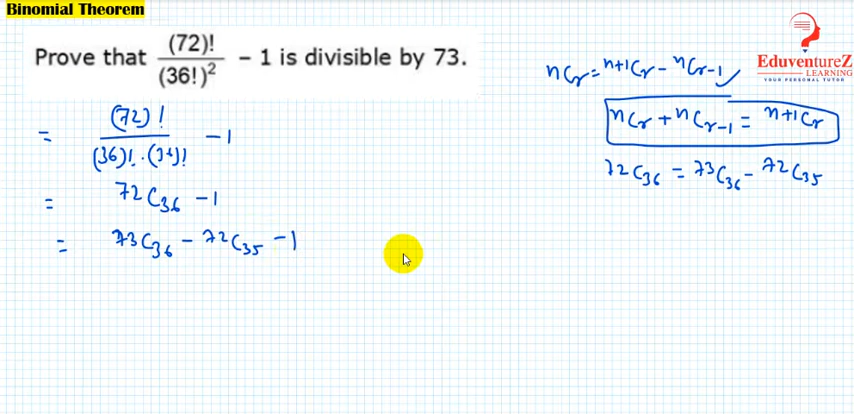 Binomial Theorem
Prove that (72)! / (36!)² – 1 is divisible by 73.
EduventureZ
LEARNING
YOUR PERSONAL TUTOR
nCr = n+1Cr – nCr-1 ✓
nCr + nCr-1 = n+1Cr
72C36 = 73C36 – 72C35
= (72)! / (36)! · (36)! – 1
= 72C36 – 1
= 73C36 – 72C35 – 1